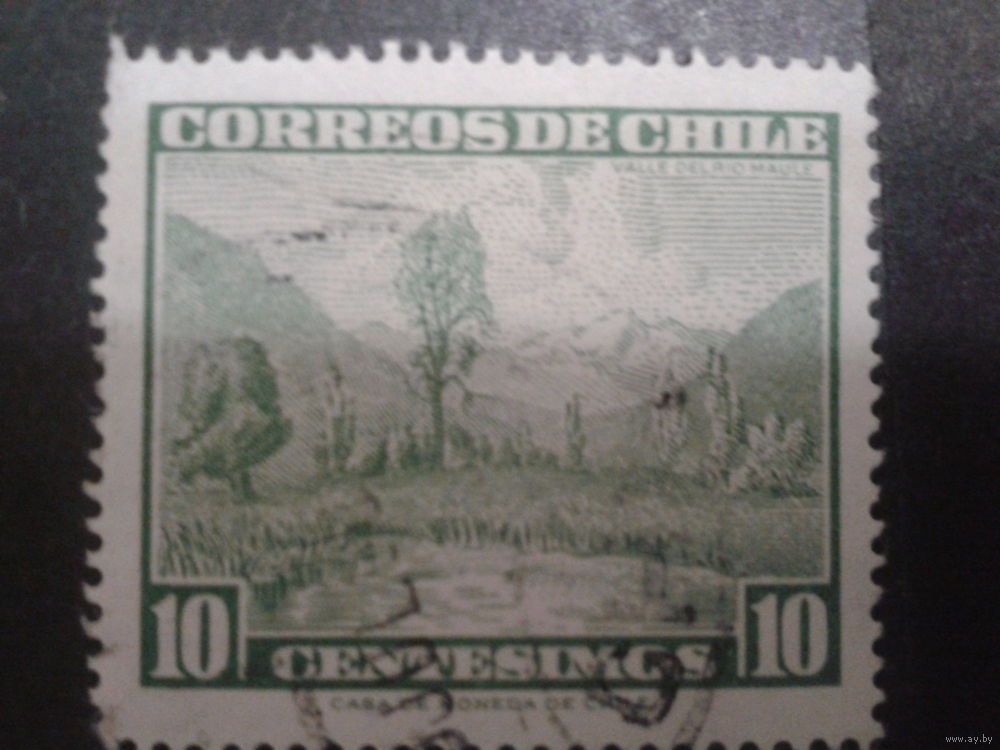 CORREOS DE CHILE
VALLE DEL RIO MAULE
10 CENTESIMOS 10
CASA DE MONEDA DE CHILE
www.ay.by